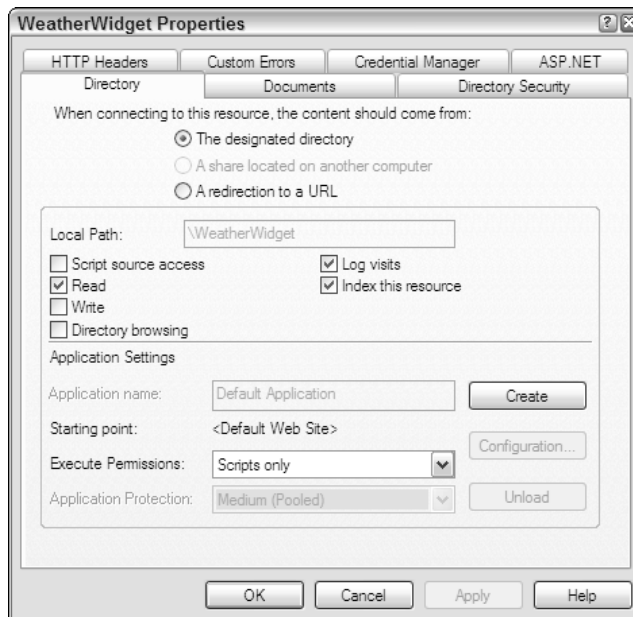 WeatherWidget Properties
HTTP Headers Custom Errors Credential Manager ASP.NET
Directory Documents Directory Security
When connecting to this resource, the content should come from:
The designated directory
A share located on another computer
A redirection to a URL
Local Path: \WeatherWidget
Script source access Log visits
Read Index this resource
Write
Directory browsing
Application Settings
Application name: Default Application Create
Starting point: <Default Web Site>
Configuration...
Execute Permissions: Scripts only
Application Protection: Medium (Pooled) Unload
OK Cancel Apply Help